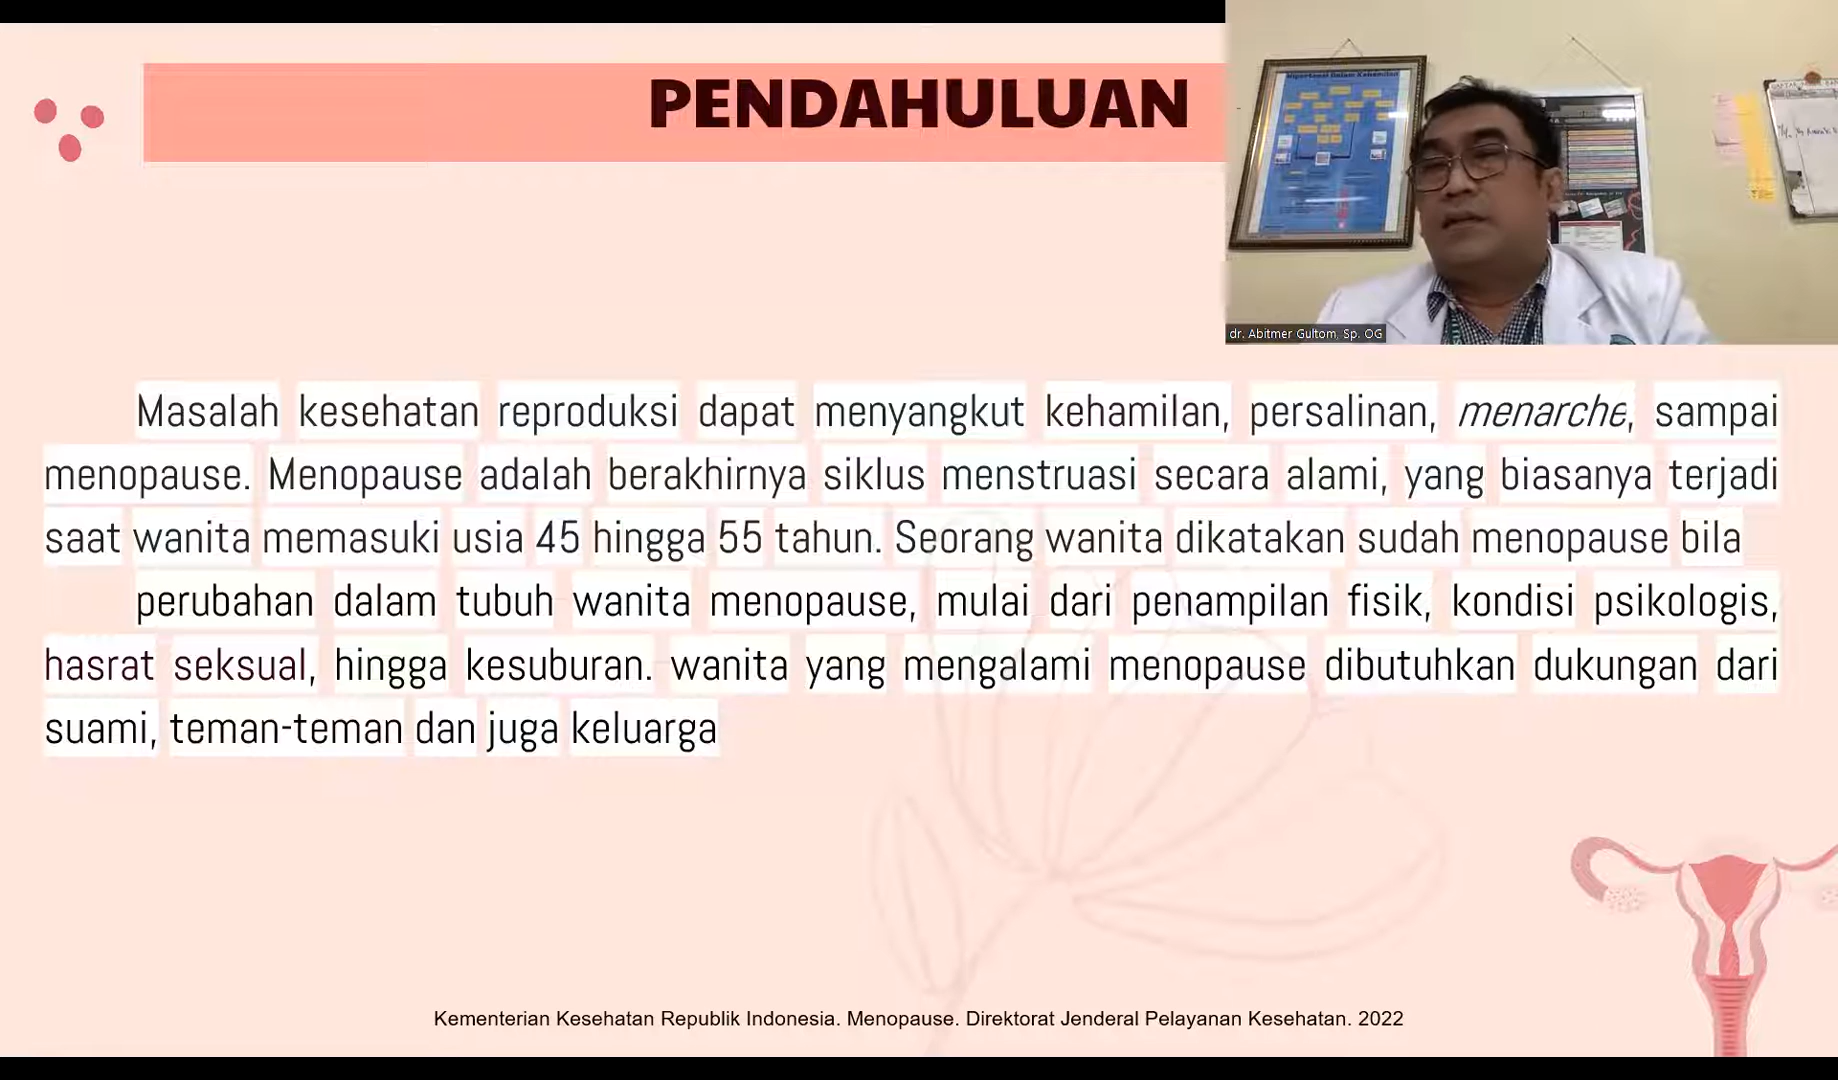 PENDAHULUAN
Hipertensi Dalam Kehamilan
dr. Abitmer Gultom, Sp. OG
Masalah kesehatan reproduksi dapat menyangkut kehamilan, persalinan, menarche, sampai
menopause. Menopause adalah berakhirnya siklus menstruasi secara alami, yang biasanya terjadi
saat wanita memasuki usia 45 hingga 55 tahun. Seorang wanita dikatakan sudah menopause bila
perubahan dalam tubuh wanita menopause, mulai dari penampilan fisik, kondisi psikologis,
hasrat seksual, hingga kesuburan. wanita yang mengalami menopause dibutuhkan dukungan dari
suami, teman-teman dan juga keluarga
Kementerian Kesehatan Republik Indonesia. Menopause. Direktorat Jenderal Pelayanan Kesehatan. 2022